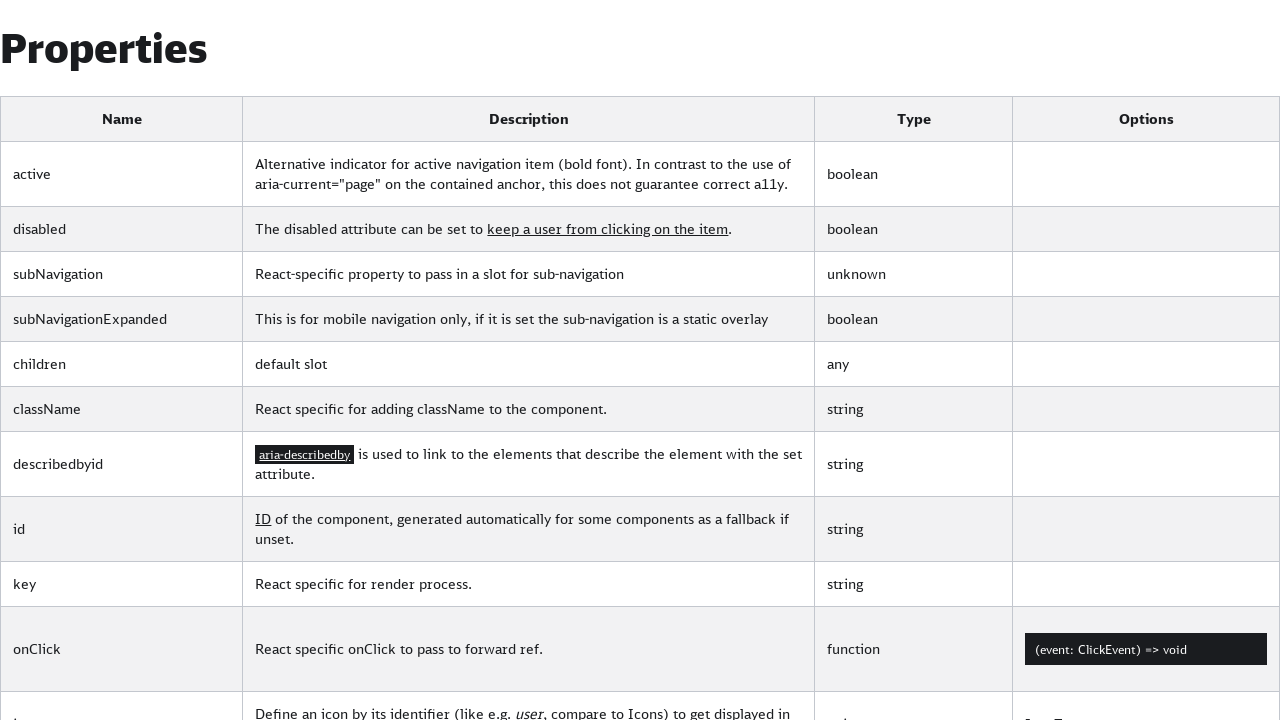 Properties
Name Description Type Options
active Alternative indicator for active navigation item (bold font). In contrast to the use of boolean
aria-current="page" on the contained anchor, this does not guarantee correct a11y.
disabled The disabled attribute can be set to keep a user from clicking on the item. boolean
subNavigation React-specific property to pass in a slot for sub-navigation unknown
subNavigationExpanded This is for mobile navigation only, if it is set the sub-navigation is a static overlay boolean
children default slot any
className React specific for adding className to the component. string
describedbyid aria-describedby is used to link to the elements that describe the element with the set string
attribute.
id ID of the component, generated automatically for some components as a fallback if string
unset.
key React specific for render process. string
onClick React specific onClick to pass to forward ref. function (event: ClickEvent) => void
Define an icon by its identifier (like e.g. user, compare to Icons) to get displayed in